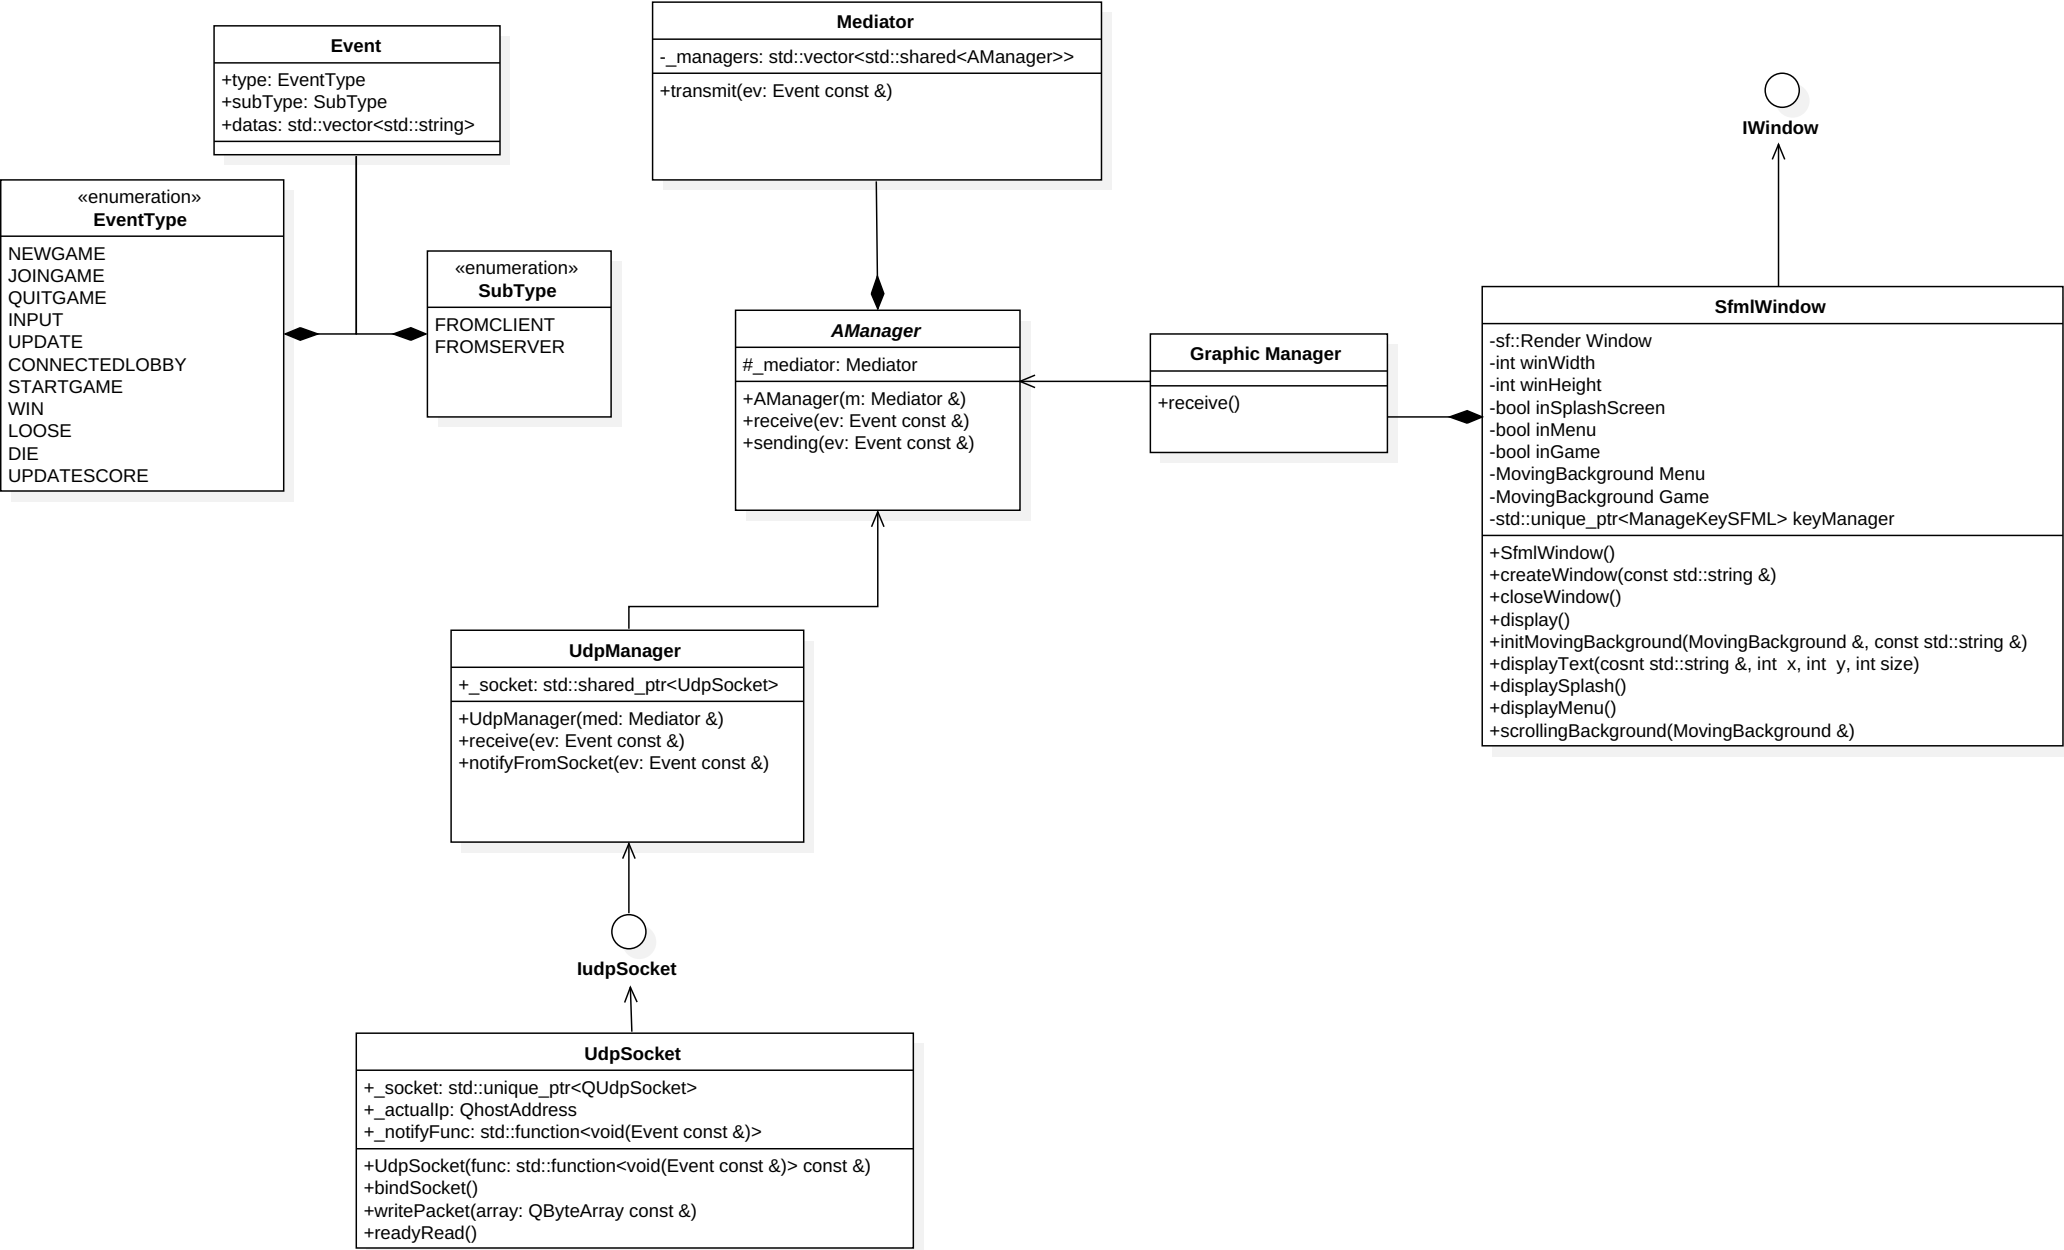 Event
+type: EventType
+subType: SubType
+datas: std::vector<std::string>
«enumeration»
EventType
NEWGAME
JOINGAME
QUITGAME
INPUT
UPDATE
CONNECTEDLOBBY
STARTGAME
WIN
LOOSE
DIE
UPDATESCORE
«enumeration»
SubType
FROMCLIENT
FROMSERVER
Mediator
-_managers: std::vector<std::shared<AManager>>
+transmit(ev: Event const &)
AManager
#_mediator: Mediator
+AManager(m: Mediator &)
+receive(ev: Event const &)
+sending(ev: Event const &)
Graphic Manager
+receive()
IWindow
SfmlWindow
-sf::Render Window
-int winWidth
-int winHeight
-bool inSplashScreen
-bool inMenu
-bool inGame
-MovingBackground Menu
-MovingBackground Game
-std::unique_ptr<ManageKeySFML> keyManager
+SfmlWindow()
+createWindow(const std::string &)
+closeWindow()
+display()
+initMovingBackground(MovingBackground &, const std::string &)
+displayText(cosnt std::string &, int  x, int  y, int size)
+displaySplash()
+displayMenu()
+scrollingBackground(MovingBackground &)
UdpManager
+_socket: std::shared_ptr<UdpSocket>
+UdpManager(med: Mediator &)
+receive(ev: Event const &)
+notifyFromSocket(ev: Event const &)
IudpSocket
UdpSocket
+_socket: std::unique_ptr<QUdpSocket>
+_actualIp: QhostAddress
+_notifyFunc: std::function<void(Event const &)>
+UdpSocket(func: std::function<void(Event const &)> const &)
+bindSocket()
+writePacket(array: QByteArray const &)
+readyRead()